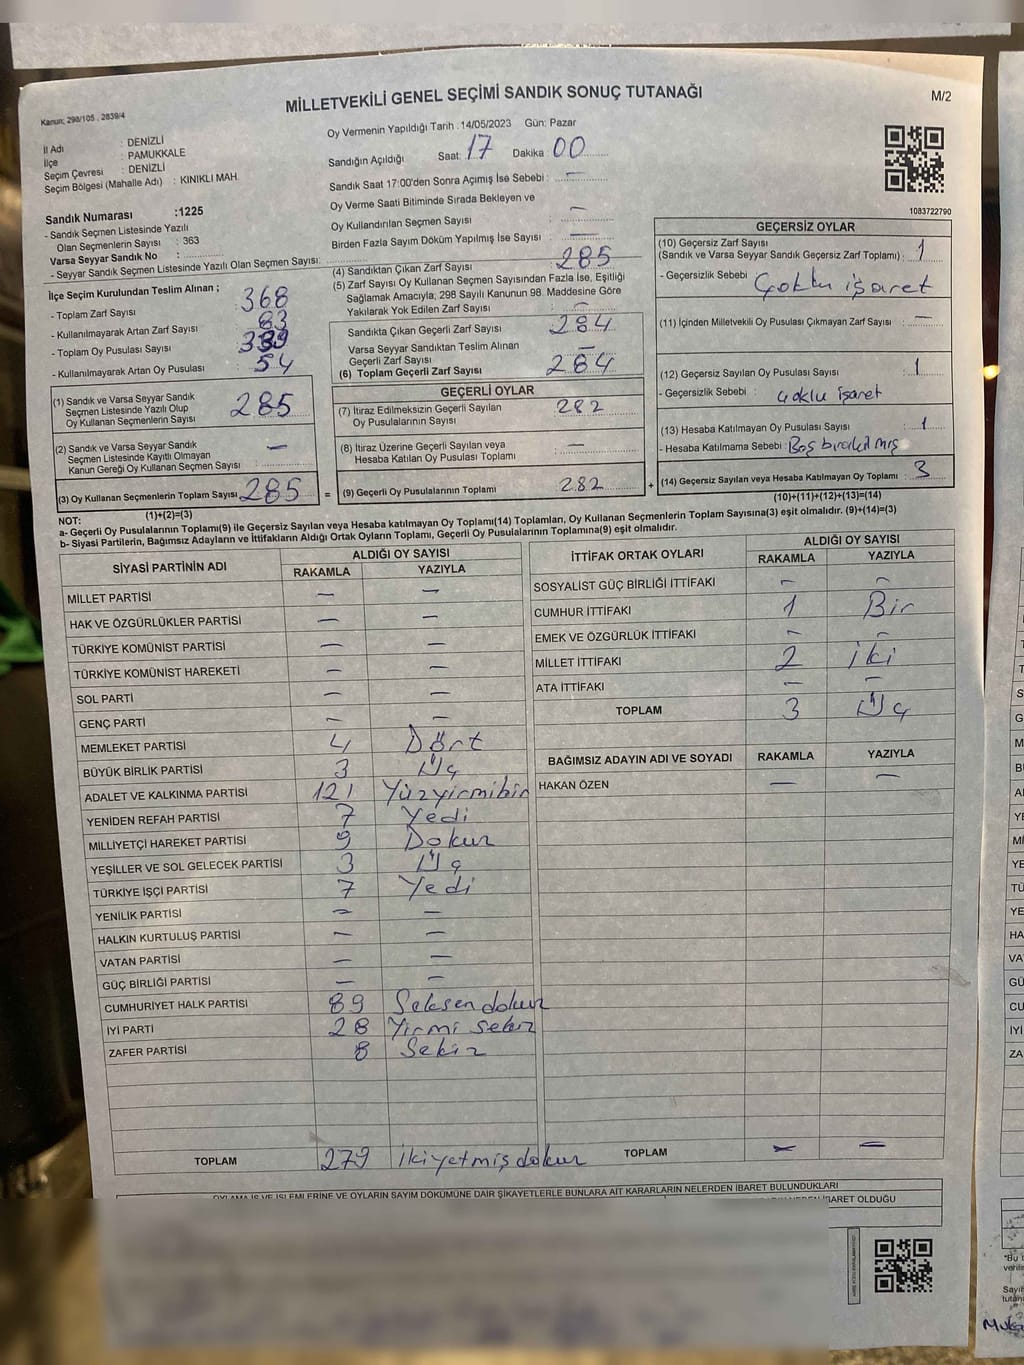 MİLLETVEKİLİ GENEL SEÇİMİ SANDIK SONUÇ TUTANAĞI
M/2
Kanun; 298/105 , 2839/4
İl Adı : DENİZLİ
İlçe : PAMUKKALE
Seçim Çevresi : DENİZLİ
Seçim Bölgesi (Mahalle Adı) : KINIKLI MAH.
Oy Vermenin Yapıldığı Tarih : 14/05/2023 Gün: Pazar
Sandığın Açıldığı Saat: 17 Dakika 00
Sandık Saat 17:00'den Sonra Açımış İse Sebebi : —
Oy Verme Saati Bitiminde Sırada Bekleyen ve
Oy Kullandırılan Seçmen Sayısı : —
Birden Fazla Sayım Döküm Yapılmış İse Sayısı : —
1083722790
Sandık Numarası :1225
- Sandık Seçmen Listesinde Yazılı
Olan Seçmenlerin Sayısı : 363
Varsa Seyyar Sandık No :
- Seyyar Sandık Seçmen Listesinde Yazılı Olan Seçmen Sayısı:
İlçe Seçim Kurulundan Teslim Alınan ;
- Toplam Zarf Sayısı : 368
- Kullanılmayarak Artan Zarf Sayısı : 83
- Toplam Oy Pusulası Sayısı : 339
- Kullanılmayarak Artan Oy Pusulası : 54
(1) Sandık ve Varsa Seyyar Sandık
Seçmen Listesinde Yazılı Olup
Oy Kullanan Seçmenlerin Sayısı : 285
(2) Sandık ve Varsa Seyyar Sandık
Seçmen Listesinde Kayıtlı Olmayan
Kanun Gereği Oy Kullanan Seçmen Sayısı : —
(3) Oy Kullanan Seçmenlerin Toplam Sayısı : 285
(1)+(2)=(3)
(4) Sandıktan Çıkan Zarf Sayısı : 285
(5) Zarf Sayısı Oy Kullanan Seçmen Sayısından Fazla İse, Eşitliği
Sağlamak Amacıyla, 298 Sayılı Kanunun 98. Maddesine Göre
Yakılarak Yok Edilen Zarf Sayısı : —
Sandıkta Çıkan Geçerli Zarf Sayısı : 284
Varsa Seyyar Sandıktan Teslim Alınan
Geçerli Zarf Sayısı : —
(6) Toplam Geçerli Zarf Sayısı : 284
GEÇERLİ OYLAR
(7) İtiraz Edilmeksizin Geçerli Sayılan
Oy Pusulalarının Sayısı : 282
(8) İtiraz Üzerine Geçerli Sayılan veya
Hesaba Katılan Oy Pusulası Toplamı : —
= (9) Geçerli Oy Pusulalarının Toplamı : 282 +
GEÇERSİZ OYLAR
(10) Geçersiz Zarf Sayısı
(Sandık ve Varsa Seyyar Sandık Geçersiz Zarf Toplamı) : 1
- Geçersizlik Sebebi : Çoklu işaret
(11) İçinden Milletvekili Oy Pusulası Çıkmayan Zarf Sayısı : —
(12) Geçersiz Sayılan Oy Pusulası Sayısı : 1
- Geçersizlik Sebebi : çoklu işaret
(13) Hesaba Katılmayan Oy Pusulası Sayısı : 1
- Hesaba Katılmama Sebebi : Boş bırakılmış
(14) Geçersiz Sayılan veya Hesaba Katılmayan Oy Toplamı : 3
(10)+(11)+(12)+(13)=(14)
NOT:
a- Geçerli Oy Pusulalarının Toplamı(9) ile Geçersiz Sayılan veya Hesaba katılmayan Oy Toplamı(14) Toplamları, Oy Kullanan Seçmenlerin Toplam Sayısına(3) eşit olmalıdır. (9)+(14)=(3)
b- Siyasi Partilerin, Bağımsız Adayların ve İttifakların Aldığı Ortak Oyların Toplamı, Geçerli Oy Pusulalarının Toplamına(9) eşit olmalıdır.
SİYASİ PARTİNİN ADI ALDIĞI OY SAYISI
RAKAMLA YAZIYLA
MİLLET PARTİSİ — —
HAK VE ÖZGÜRLÜKLER PARTİSİ — —
TÜRKİYE KOMÜNİST PARTİSİ — —
TÜRKİYE KOMÜNİST HAREKETİ — —
SOL PARTİ — —
GENÇ PARTİ — —
MEMLEKET PARTİSİ 4 Dört
BÜYÜK BİRLİK PARTİSİ 3 Üç
ADALET VE KALKINMA PARTİSİ 121 Yüzyirmibir
YENİDEN REFAH PARTİSİ 7 Yedi
MİLLİYETÇİ HAREKET PARTİSİ 9 Dokuz
YEŞİLLER VE SOL GELECEK PARTİSİ 3 Üç
TÜRKİYE İŞÇİ PARTİSİ 7 Yedi
YENİLİK PARTİSİ — —
HALKIN KURTULUŞ PARTİSİ — —
VATAN PARTİSİ — —
GÜÇ BİRLİĞİ PARTİSİ — —
CUMHURİYET HALK PARTİSİ 89 Seksendokuz
İYİ PARTİ 28 Yirmi sekiz
ZAFER PARTİSİ 8 Sekiz
TOPLAM 279 ikiyetmişdokuz
İTTİFAK ORTAK OYLARI ALDIĞI OY SAYISI
RAKAMLA YAZIYLA
SOSYALİST GÜÇ BİRLİĞİ İTTİFAKI — —
CUMHUR İTTİFAKI 1 Bir
EMEK VE ÖZGÜRLÜK İTTİFAKI — —
MİLLET İTTİFAKI 2 iki
ATA İTTİFAKI — —
TOPLAM 3 Üç
BAĞIMSIZ ADAYIN ADI VE SOYADI RAKAMLA YAZIYLA
HAKAN ÖZEN — —
TOPLAM — —
OYLAMA İŞ VE İŞLEMLERİNE VE OYLARIN SAYIM DÖKÜMÜNE DAİR ŞİKAYETLERLE BUNLARA AİT KARARLARIN NELERDEN İBARET BULUNDUKLARI
İBARET OLDUĞU